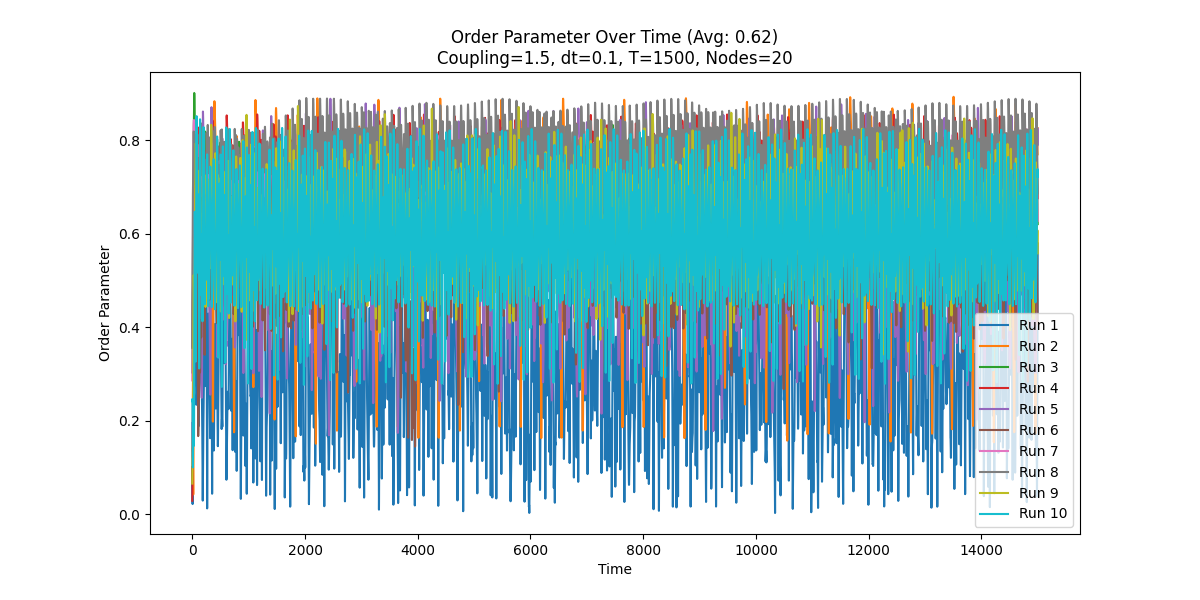 Order Parameter Over Time (Avg: 0.62)
Coupling=1.5, dt=0.1, T=1500, Nodes=20
Order Parameter
0.8
0.6
0.4
0.2
0.0
0 2000 4000 6000 8000 10000 12000 14000
Time
Run 1
Run 2
Run 3
Run 4
Run 5
Run 6
Run 7
Run 8
Run 9
Run 10